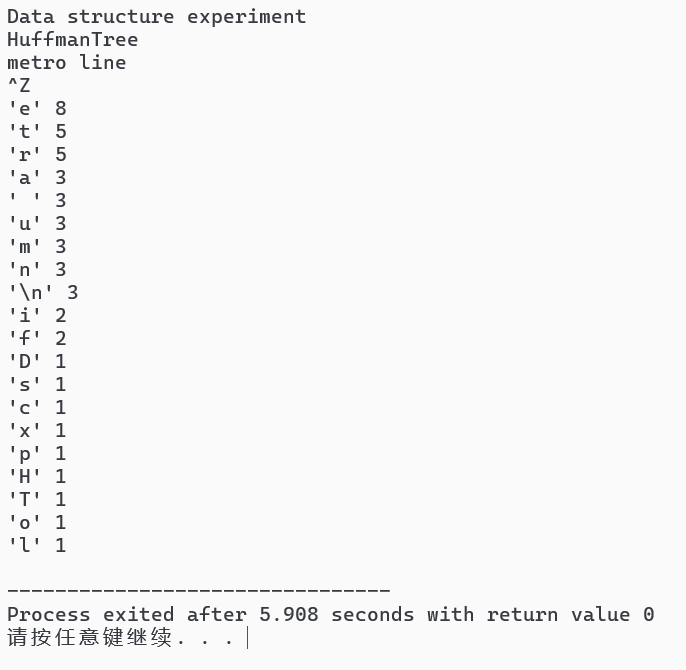 Data structure experiment
HuffmanTree
metro line
^Z
'e' 8
't' 5
'r' 5
'a' 3
' ' 3
'u' 3
'm' 3
'n' 3
'\n' 3
'i' 2
'f' 2
'D' 1
's' 1
'c' 1
'x' 1
'p' 1
'H' 1
'T' 1
'o' 1
'l' 1
--------------------------------
Process exited after 5.908 seconds with return value 0
请按任意键继续. . .